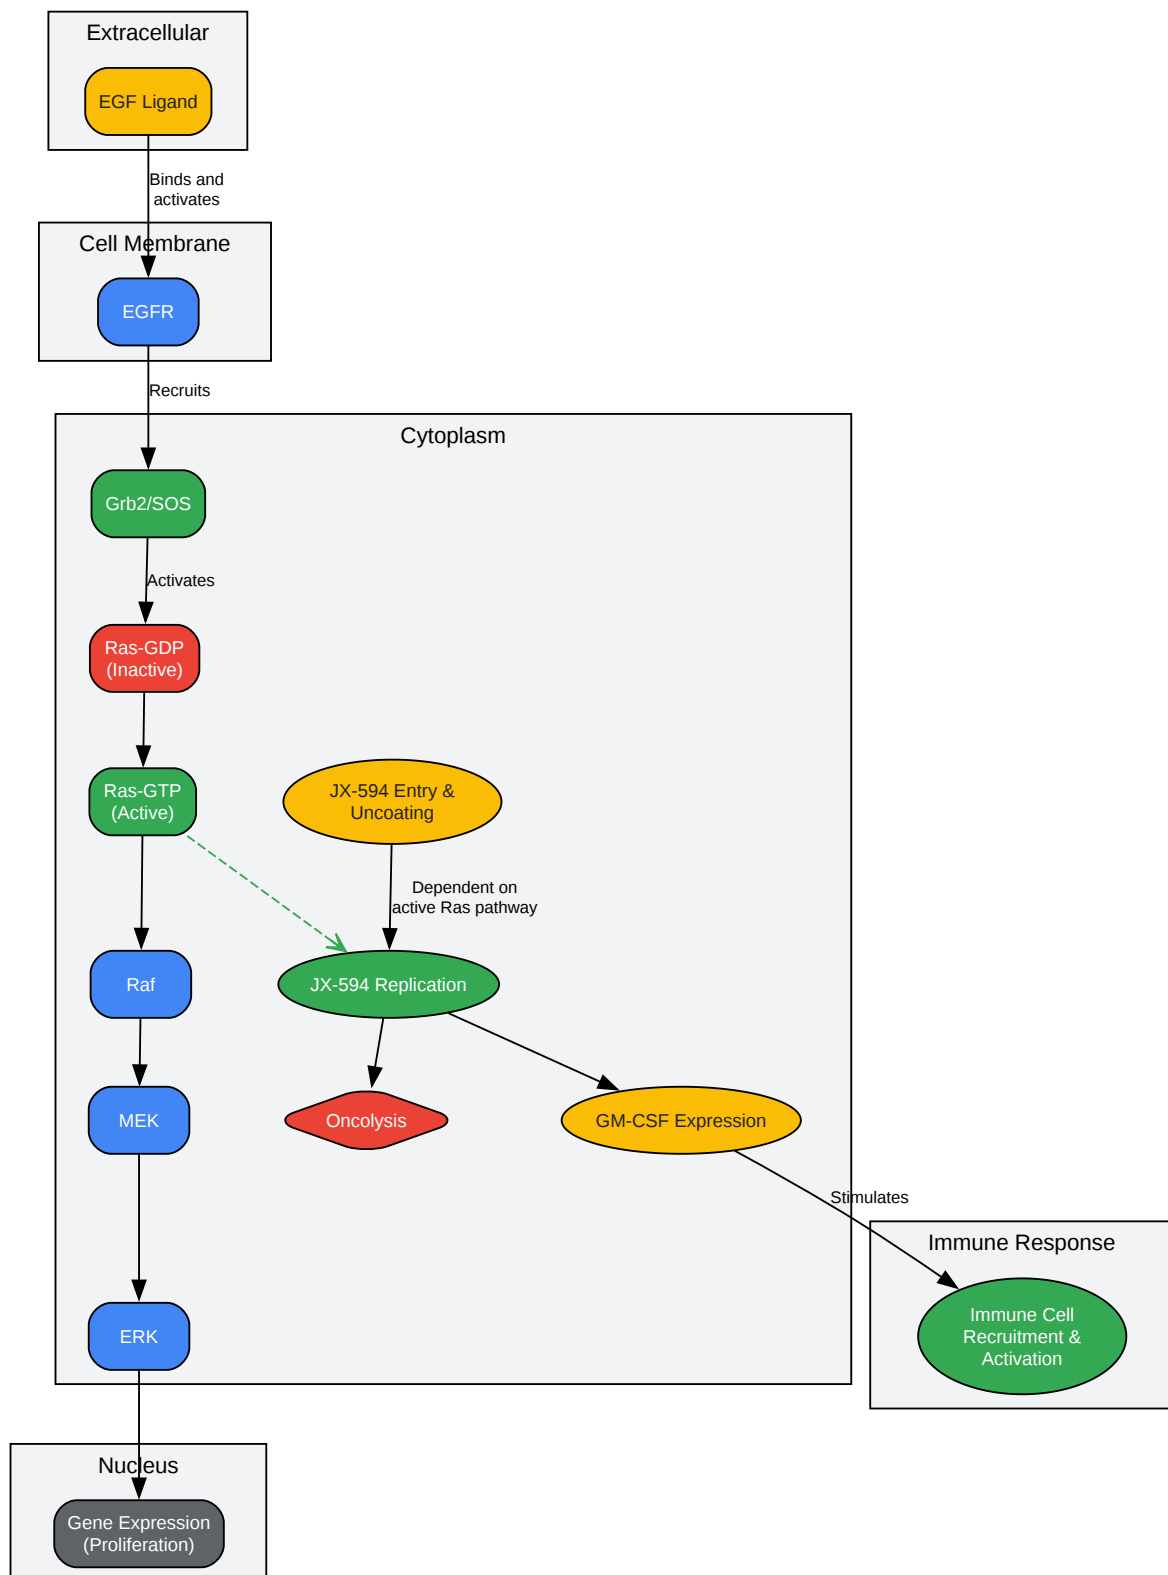 Extracellular
EGF Ligand
Binds and
activates
Cell Membrane
EGFR
Recruits
Cytoplasm
Grb2/SOS
Activates
Ras-GDP
(Inactive)
Ras-GTP
(Active)
JX-594 Entry &
Uncoating
Dependent on
active Ras pathway
Raf
JX-594 Replication
MEK
Oncolysis
GM-CSF Expression
Stimulates
Immune Response
Immune Cell
Recruitment &
Activation
ERK
Nucleus
Gene Expression
(Proliferation)